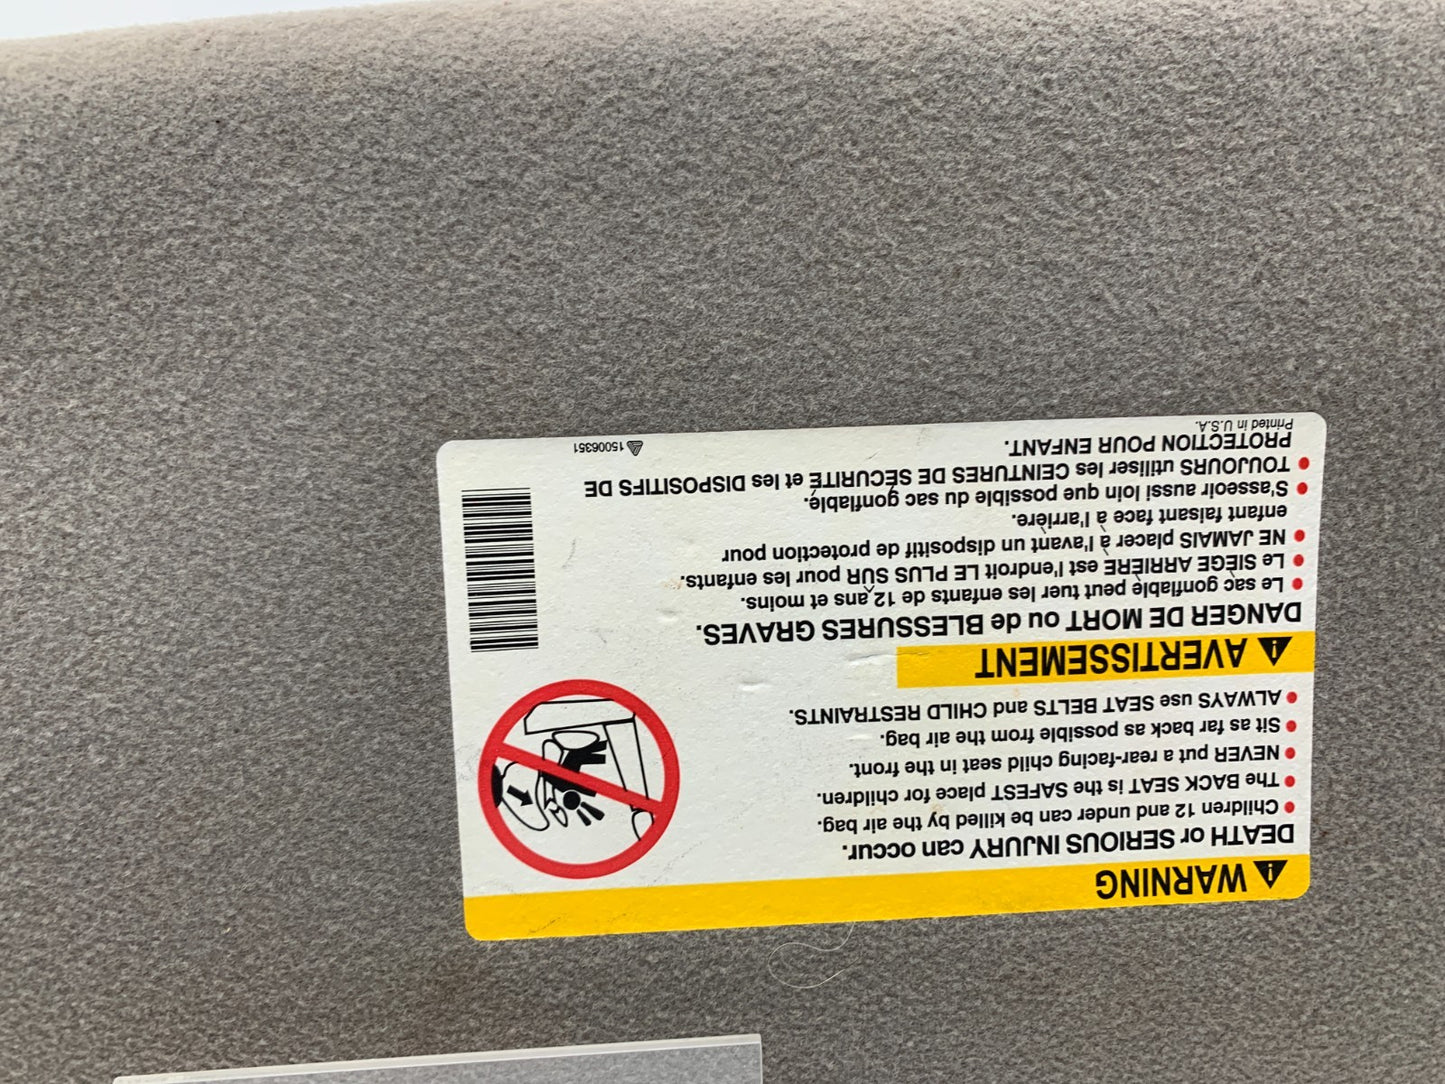 WARNING
DEATH or SERIOUS INJURY can occur.
• Children 12 and under can be killed by the air bag.
• The BACK SEAT is the SAFEST place for children.
• NEVER put a rear-facing child seat in the front.
• Sit as far back as possible from the air bag.
• ALWAYS use SEAT BELTS and CHILD RESTRAINTS.
AVERTISSEMENT
DANGER DE MORT ou de BLESSURES GRAVES.
• Le sac gonflable peut tuer les enfants de 12 ans et moins.
• Le SIÈGE ARRIÈRE est l'endroit LE PLUS SÛR pour les enfants.
• NE JAMAIS placer à l'avant un dispositif de protection pour
enfant faisant face à l'arrière.
• S'asseoir aussi loin que possible du sac gonflable.
• TOUJOURS utiliser les CEINTURES DE SÉCURITÉ et les DISPOSITIFS DE
PROTECTION POUR ENFANT.
Printed in U.S.A.
15006351